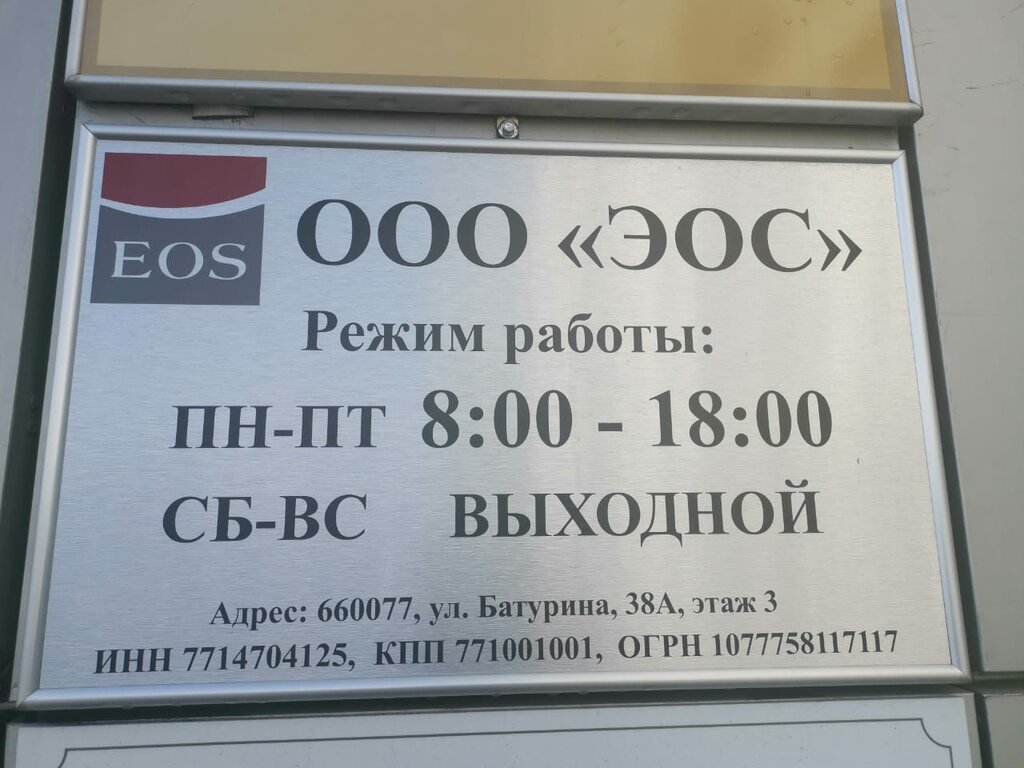 EOS
ООО «ЭОС»
Режим работы:
ПН-ПТ 8:00 - 18:00
СБ-ВС ВЫХОДНОЙ
Адрес: 660077, ул. Батурина, 38А, этаж 3
ИНН 7714704125, КПП 771001001, ОГРН 1077758117117